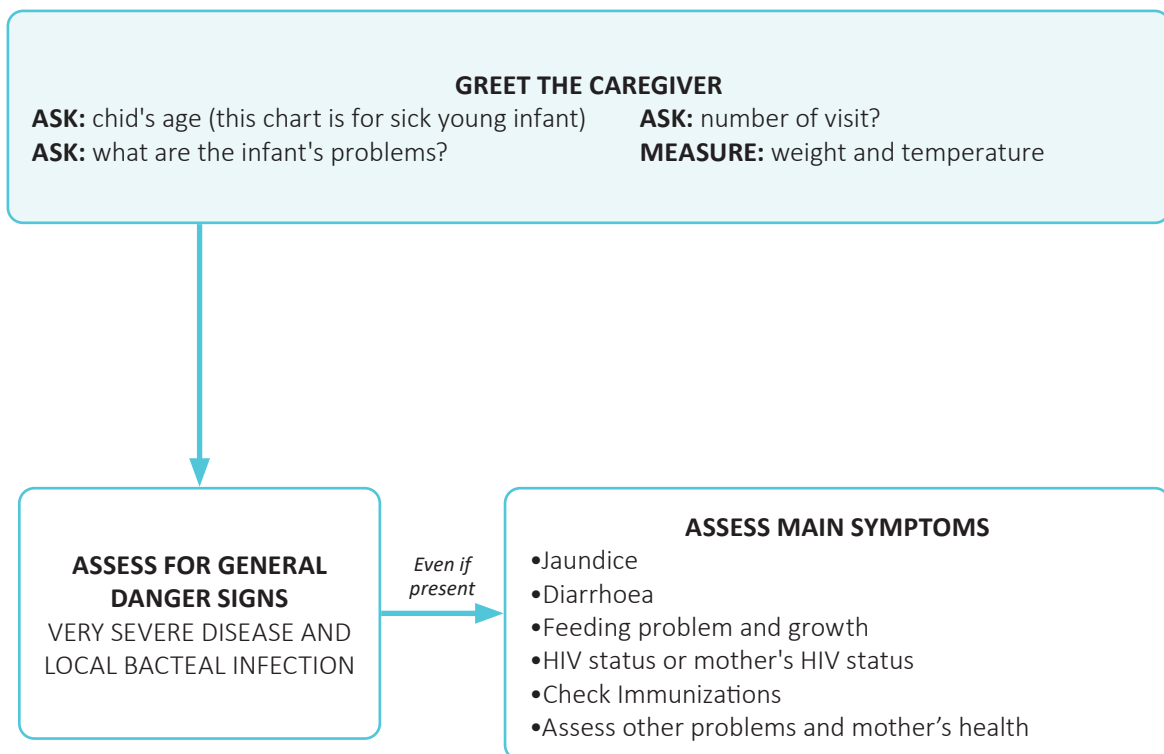 GREET THE CAREGIVER
ASK: chid's age (this chart is for sick young infant)
ASK: number of visit?
ASK: what are the infant's problems?
MEASURE: weight and temperature
ASSESS FOR GENERAL
DANGER SIGNS
VERY SEVERE DISEASE AND
LOCAL BACTEAL INFECTION
Even if
present
ASSESS MAIN SYMPTOMS
•Jaundice
•Diarrhoea
•Feeding problem and growth
•HIV status or mother's HIV status
•Check Immunizations
•Assess other problems and mother’s health